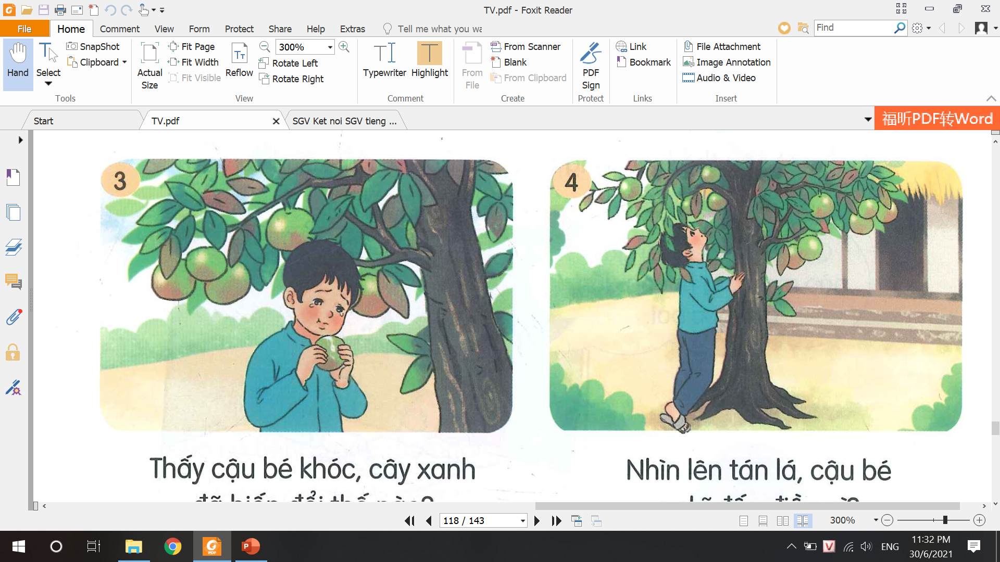 TV.pdf - Foxit Reader
File Home Comment View Form Protect Share Help Extras Tell me what you wa
Find
Hand
Select
SnapShot
Clipboard
Tools
Actual Size
Fit Page
Fit Width
Fit Visible
Reflow
300%
Rotate Left
Rotate Right
View
Typewriter
Highlight
Comment
From File
From Scanner
Blank
From Clipboard
Create
PDF Sign
Protect
Link
Bookmark
Links
File Attachment
Image Annotation
Audio & Video
Insert
Start
TV.pdf
SGV Ket noi SGV tieng ...
福昕PDF转Word
3
4
Thấy cậu bé khóc, cây xanh
Nhìn lên tán lá, cậu bé
118 / 143
300%
ENG
11:32 PM
30/6/2021